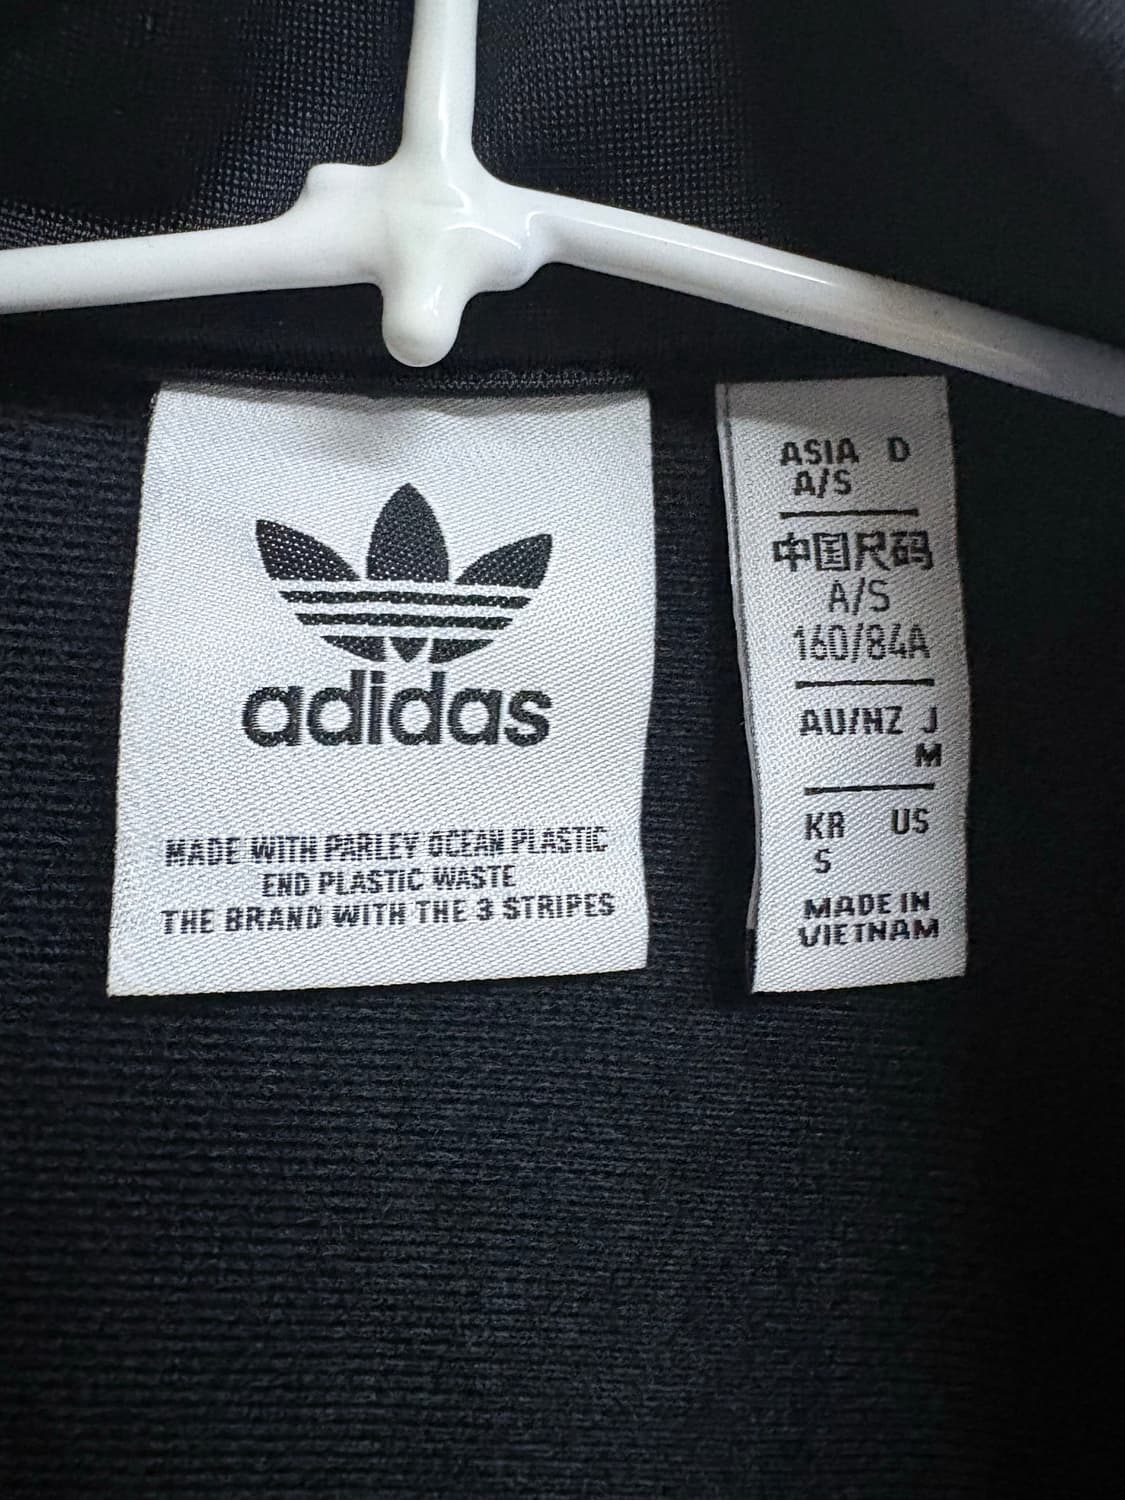 adidas
MADE WITH PARLEY OCEAN PLASTIC
END PLASTIC WASTE
THE BRAND WITH THE 3 STRIPES
ASIA D
A/S
中国尺码
A/S
160/84A
AU/NZ J
M
KR US
S
MADE IN
VIETNAM